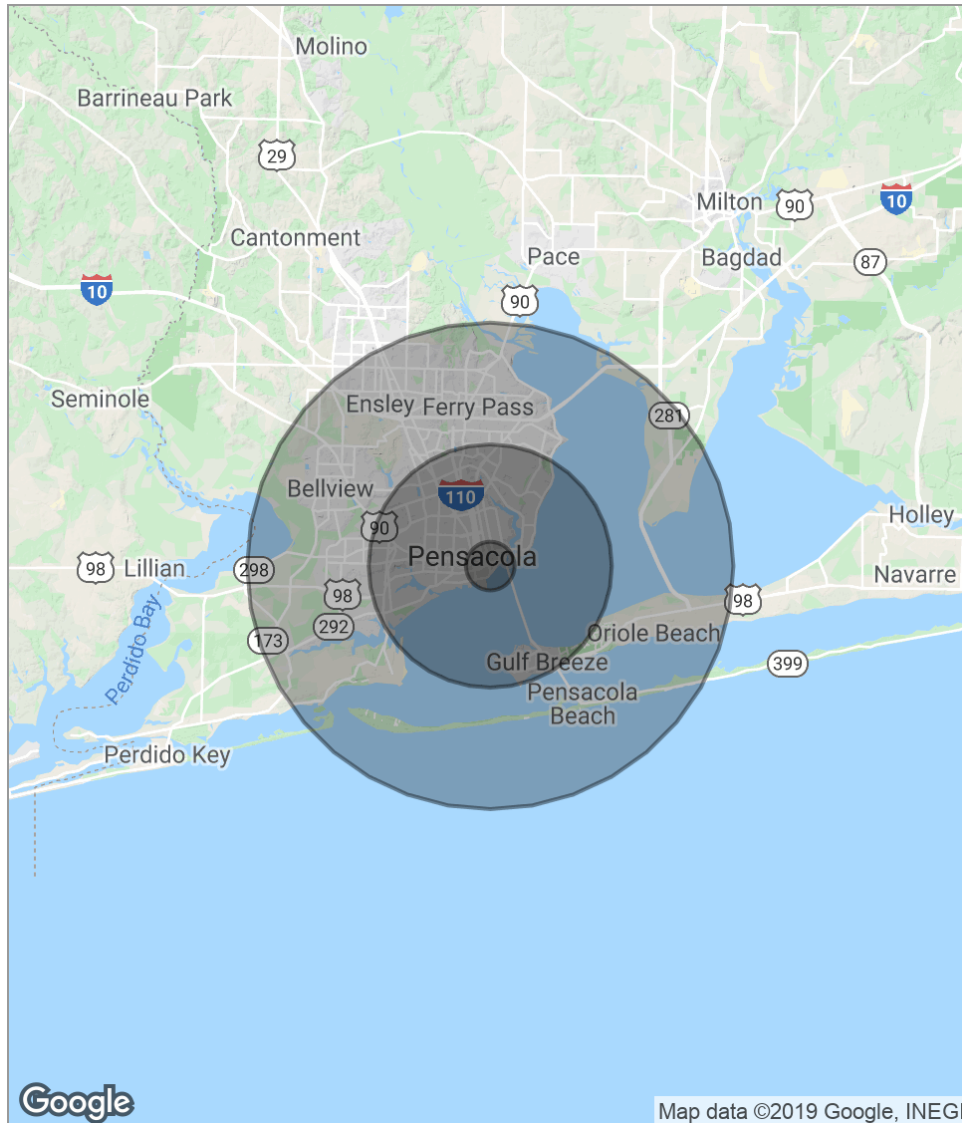 Molino
Barrineau Park
29
Milton
90
10
Cantonment
Pace
Bagdad
87
10
90
Seminole
Ensley
Ferry Pass
281
Bellview
110
90
Holley
Pensacola
98
Lillian
298
98
Navarre
98
292
173
Oriole Beach
Perdido Bay
Gulf Breeze
399
Pensacola
Beach
Perdido Key
Google
Map data ©2019 Google, INEGI